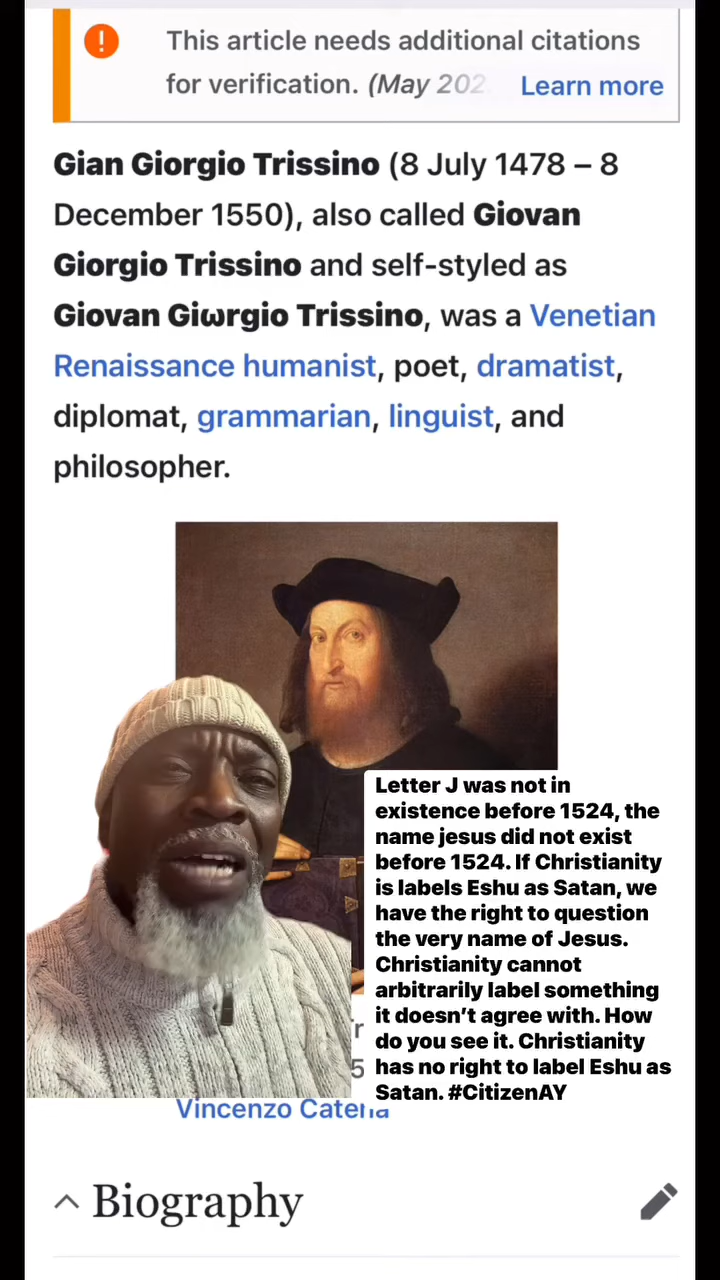 This article needs additional citations
for verification. (May 202 Learn more
Gian Giorgio Trissino (8 July 1478 – 8
December 1550), also called Giovan
Giorgio Trissino and self-styled as
Giovan Giωrgio Trissino, was a Venetian
Renaissance humanist, poet, dramatist,
diplomat, grammarian, linguist, and
philosopher.
Letter J was not in
existence before 1524, the
name jesus did not exist
before 1524. If Christianity
is labels Eshu as Satan, we
have the right to question
the very name of Jesus.
Christianity cannot
arbitrarily label something
it doesn’t agree with. How
do you see it. Christianity
has no right to label Eshu as
Satan. #CitizenAY
Vincenzo Catena
Biography